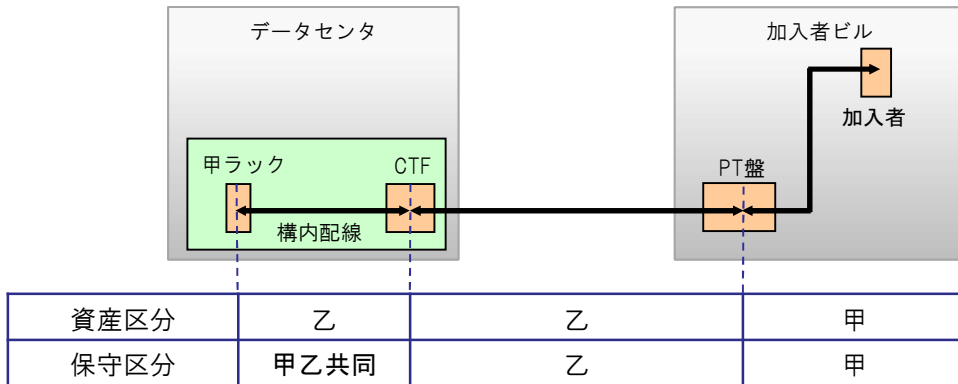 データセンタ
加入者ビル
加入者
甲ラック
CTF
PT盤
構内配線
資産区分 乙 乙 甲
保守区分 甲乙共同 乙 甲